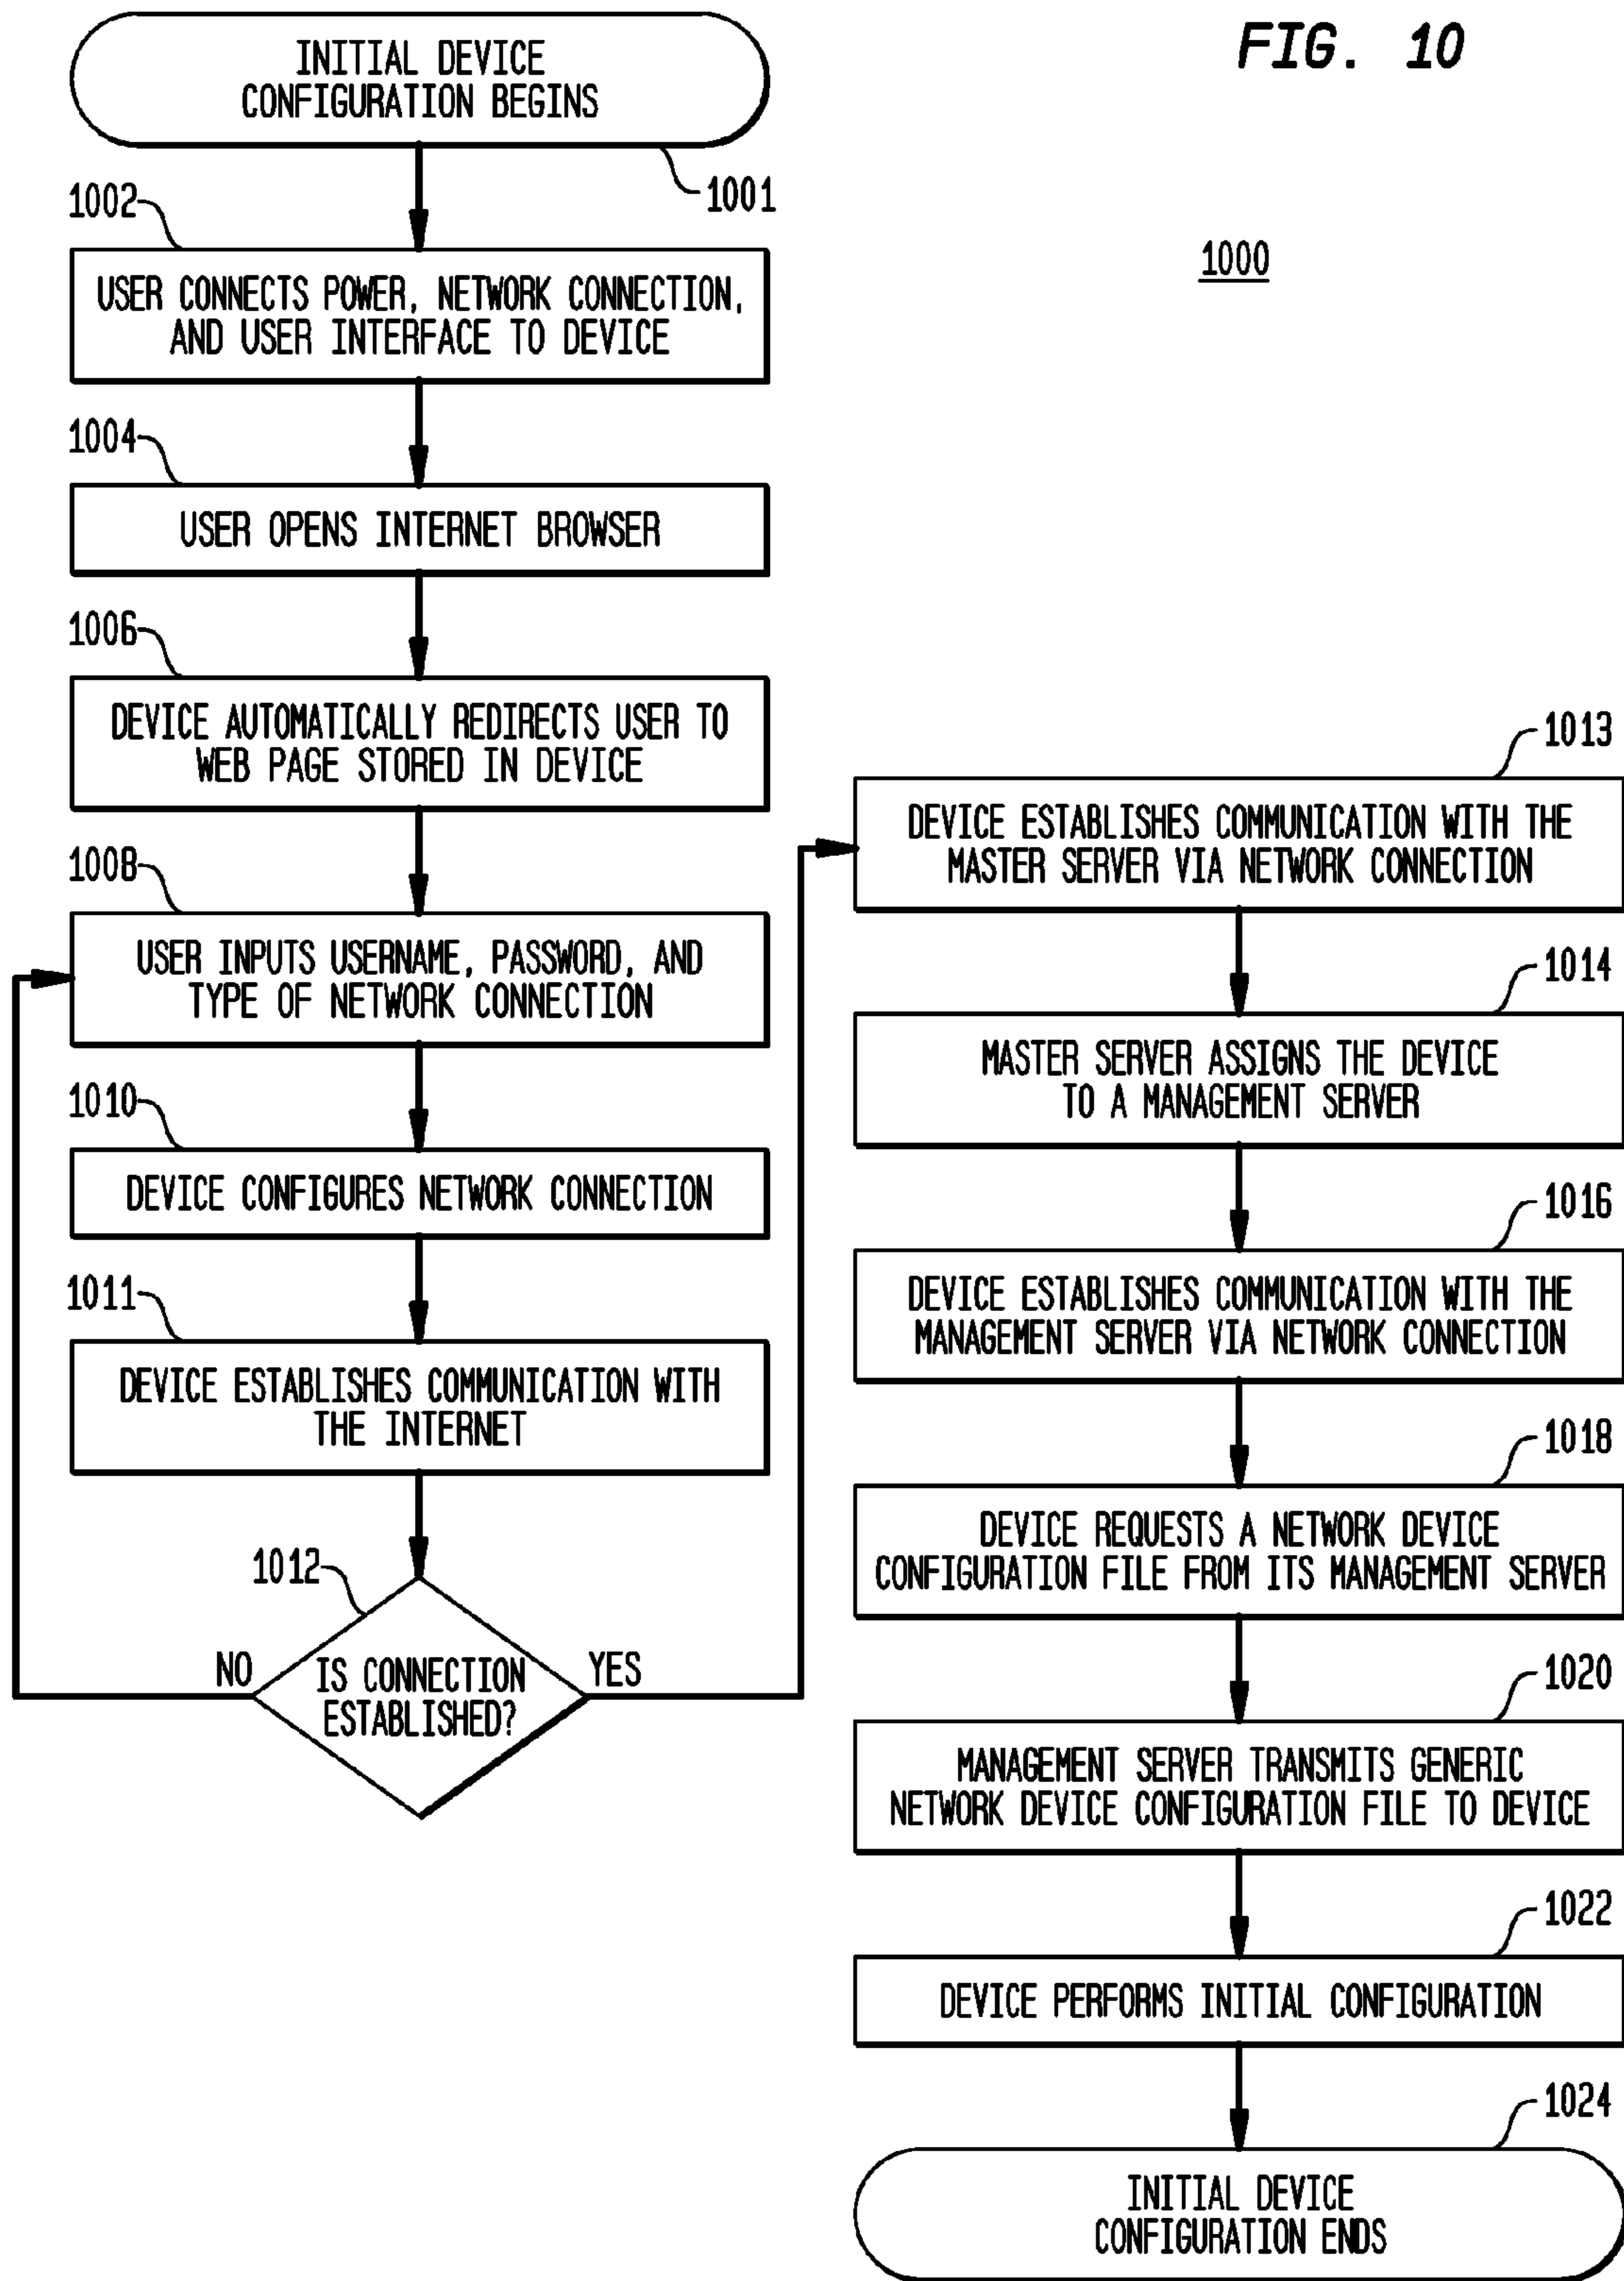 FIG. 10
1000
INITIAL DEVICE
CONFIGURATION BEGINS
1001
1002
USER CONNECTS POWER, NETWORK CONNECTION,
AND USER INTERFACE TO DEVICE
1004
USER OPENS INTERNET BROWSER
1006
DEVICE AUTOMATICALLY REDIRECTS USER TO
WEB PAGE STORED IN DEVICE
1008
USER INPUTS USERNAME, PASSWORD, AND
TYPE OF NETWORK CONNECTION
1010
DEVICE CONFIGURES NETWORK CONNECTION
1011
DEVICE ESTABLISHES COMMUNICATION WITH
THE INTERNET
1012
NO
IS CONNECTION
ESTABLISHED?
YES
1013
DEVICE ESTABLISHES COMMUNICATION WITH THE
MASTER SERVER VIA NETWORK CONNECTION
1014
MASTER SERVER ASSIGNS THE DEVICE
TO A MANAGEMENT SERVER
1016
DEVICE ESTABLISHES COMMUNICATION WITH THE
MANAGEMENT SERVER VIA NETWORK CONNECTION
1018
DEVICE REQUESTS A NETWORK DEVICE
CONFIGURATION FILE FROM ITS MANAGEMENT SERVER
1020
MANAGEMENT SERVER TRANSMITS GENERIC
NETWORK DEVICE CONFIGURATION FILE TO DEVICE
1022
DEVICE PERFORMS INITIAL CONFIGURATION
1024
INITIAL DEVICE
CONFIGURATION ENDS